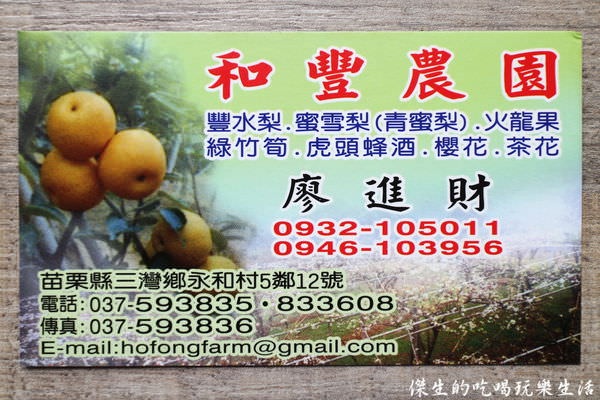 和豐農園
豐水梨.蜜雪梨(青蜜梨).火龍果
綠竹筍.虎頭蜂酒.櫻花.茶花
廖進財
0932-105011
0946-103956
苗栗縣三灣鄉永和村5鄰12號
電話:037-593835・833608
傳真:037-593836
E-mail:hofongfarm@gmail.com
傑生的吃喝玩樂生活